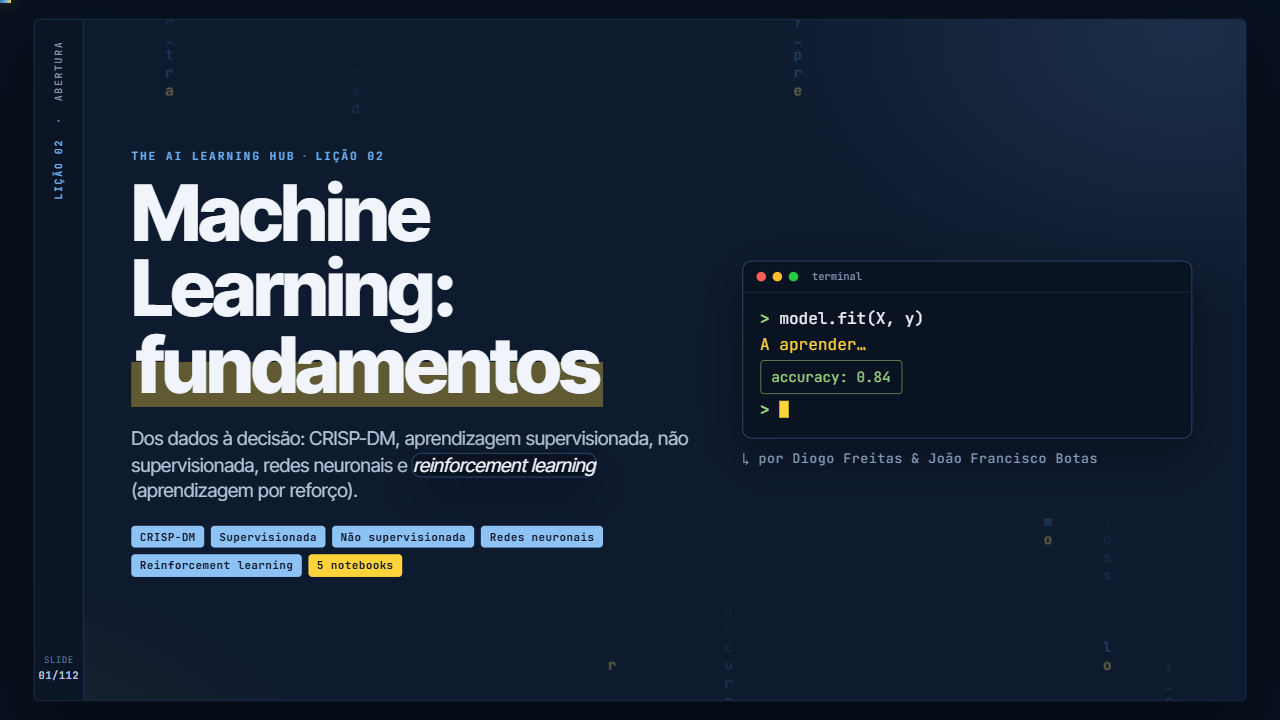 LIÇÃO 02 · ABERTURA
THE AI LEARNING HUB · LIÇÃO 02
Machine
Learning:
fundamentos
Dos dados à decisão: CRISP-DM, aprendizagem supervisionada, não
supervisionada, redes neuronais e reinforcement learning
(aprendizagem por reforço).
CRISP-DM Supervisionada Não supervisionada Redes neuronais
Reinforcement learning 5 notebooks
terminal
> model.fit(X, y)
A aprender…
accuracy: 0.84
>
↳ por Diogo Freitas & João Francisco Botas
SLIDE
01/112